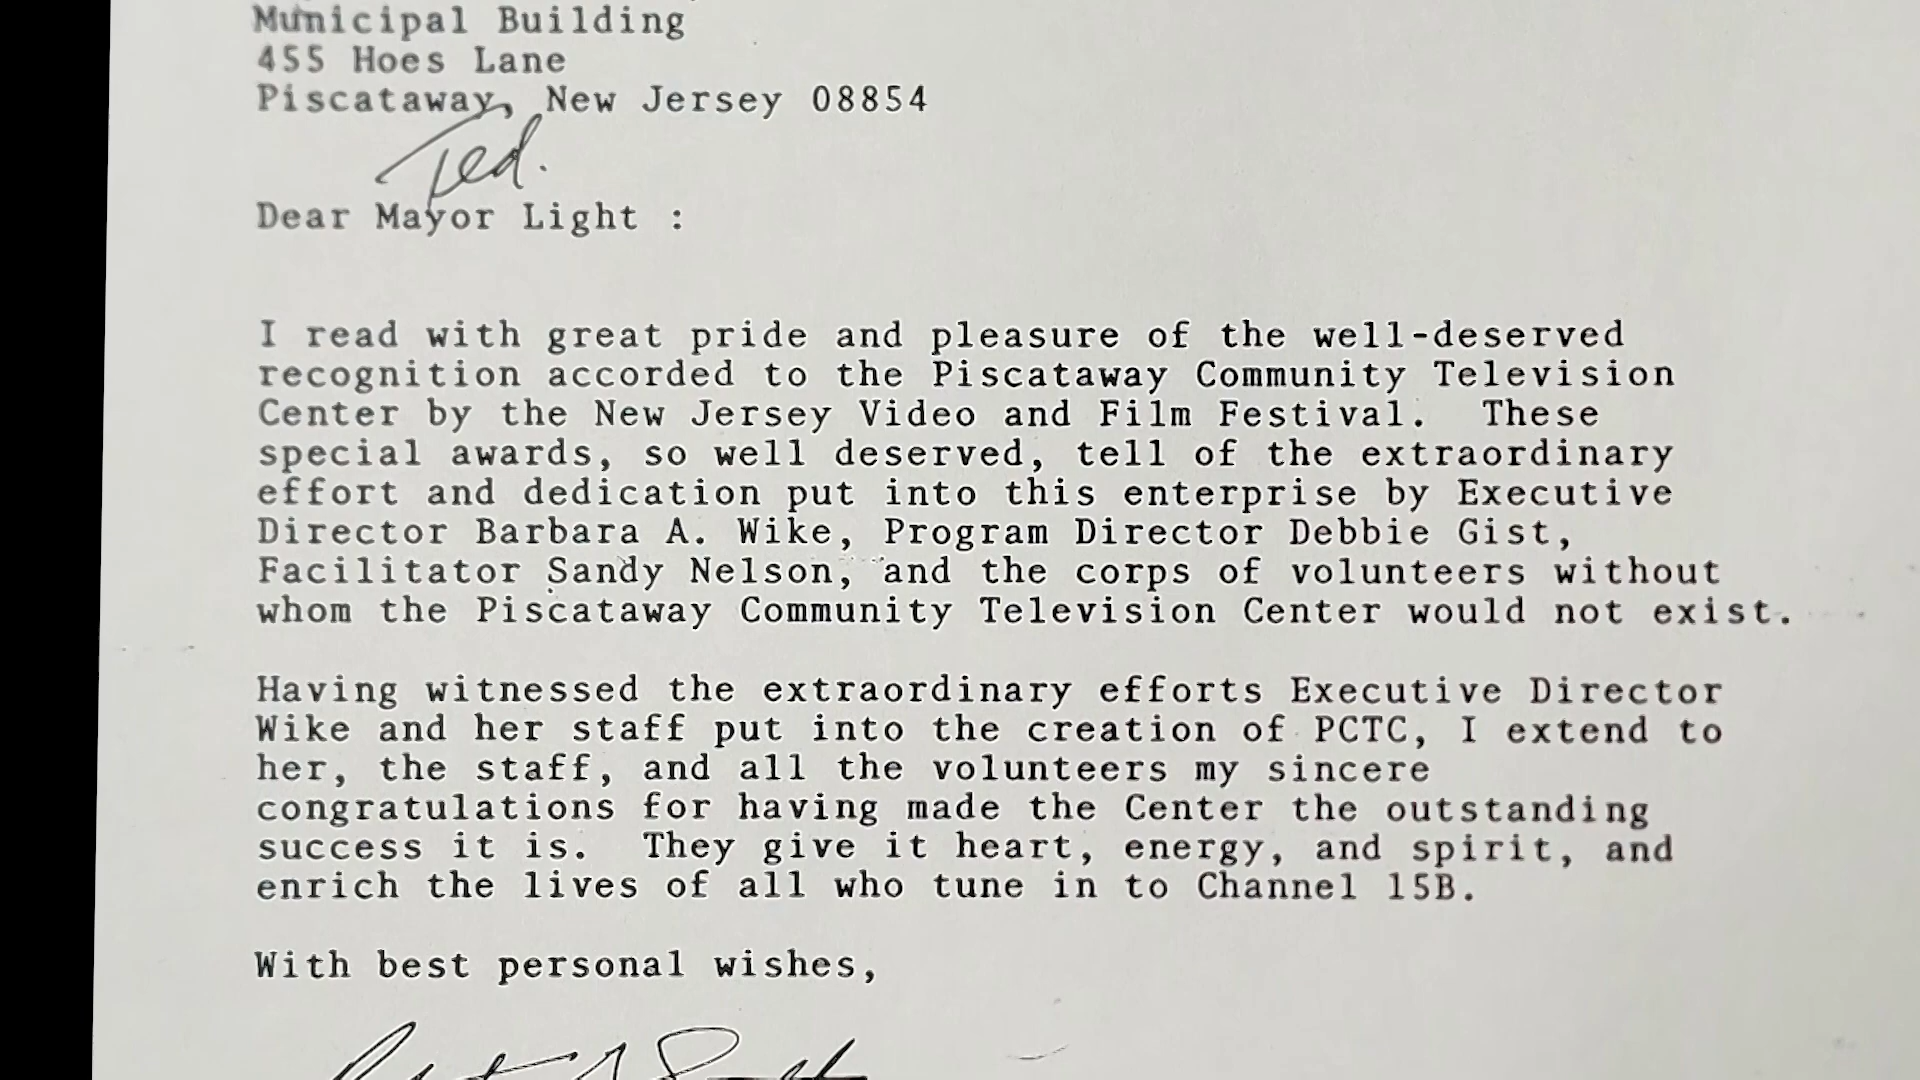 Municipal Building
455 Hoes Lane
Piscataway, New Jersey 08854
Ted.
Dear Mayor Light :
I read with great pride and pleasure of the well-deserved
recognition accorded to the Piscataway Community Television
Center by the New Jersey Video and Film Festival. These
special awards, so well deserved, tell of the extraordinary
effort and dedication put into this enterprise by Executive
Director Barbara A. Wike, Program Director Debbie Gist,
Facilitator Sandy Nelson, and the corps of volunteers without
whom the Piscataway Community Television Center would not exist.
Having witnessed the extraordinary efforts Executive Director
Wike and her staff put into the creation of PCTC, I extend to
her, the staff, and all the volunteers my sincere
congratulations for having made the Center the outstanding
success it is. They give it heart, energy, and spirit, and
enrich the lives of all who tune in to Channel 15B.
With best personal wishes,